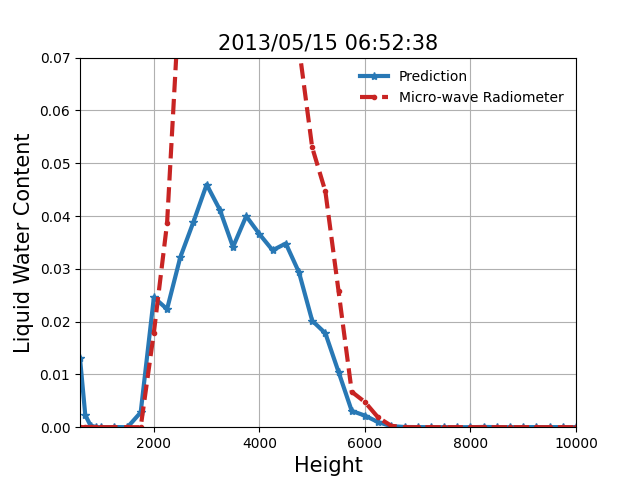 2013/05/15 06:52:38
Prediction
Micro-wave Radiometer
Liquid Water Content
0.07
0.06
0.05
0.04
0.03
0.02
0.01
0.00
2000 4000 6000 8000 10000
Height